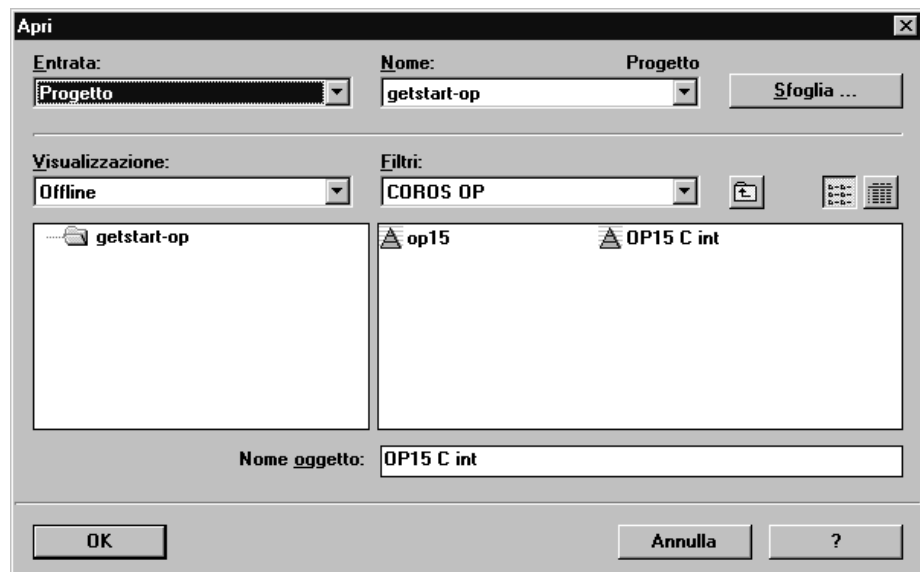 Apri
Entrata: Nome: Progetto
Progetto getstart-op Sfoglia ...
Visualizzazione: Filtri:
Offline COROS OP
getstart-op op15 OP15 C int
Nome oggetto: OP15 C int
OK Annulla ?